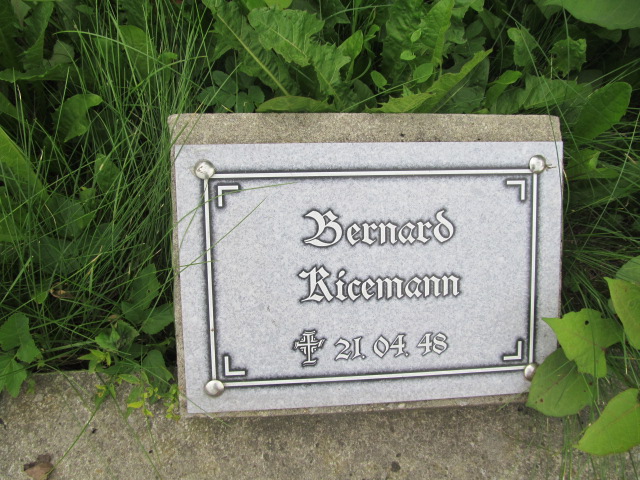 Bernard
Ricemann
✝ 21. 04. 48